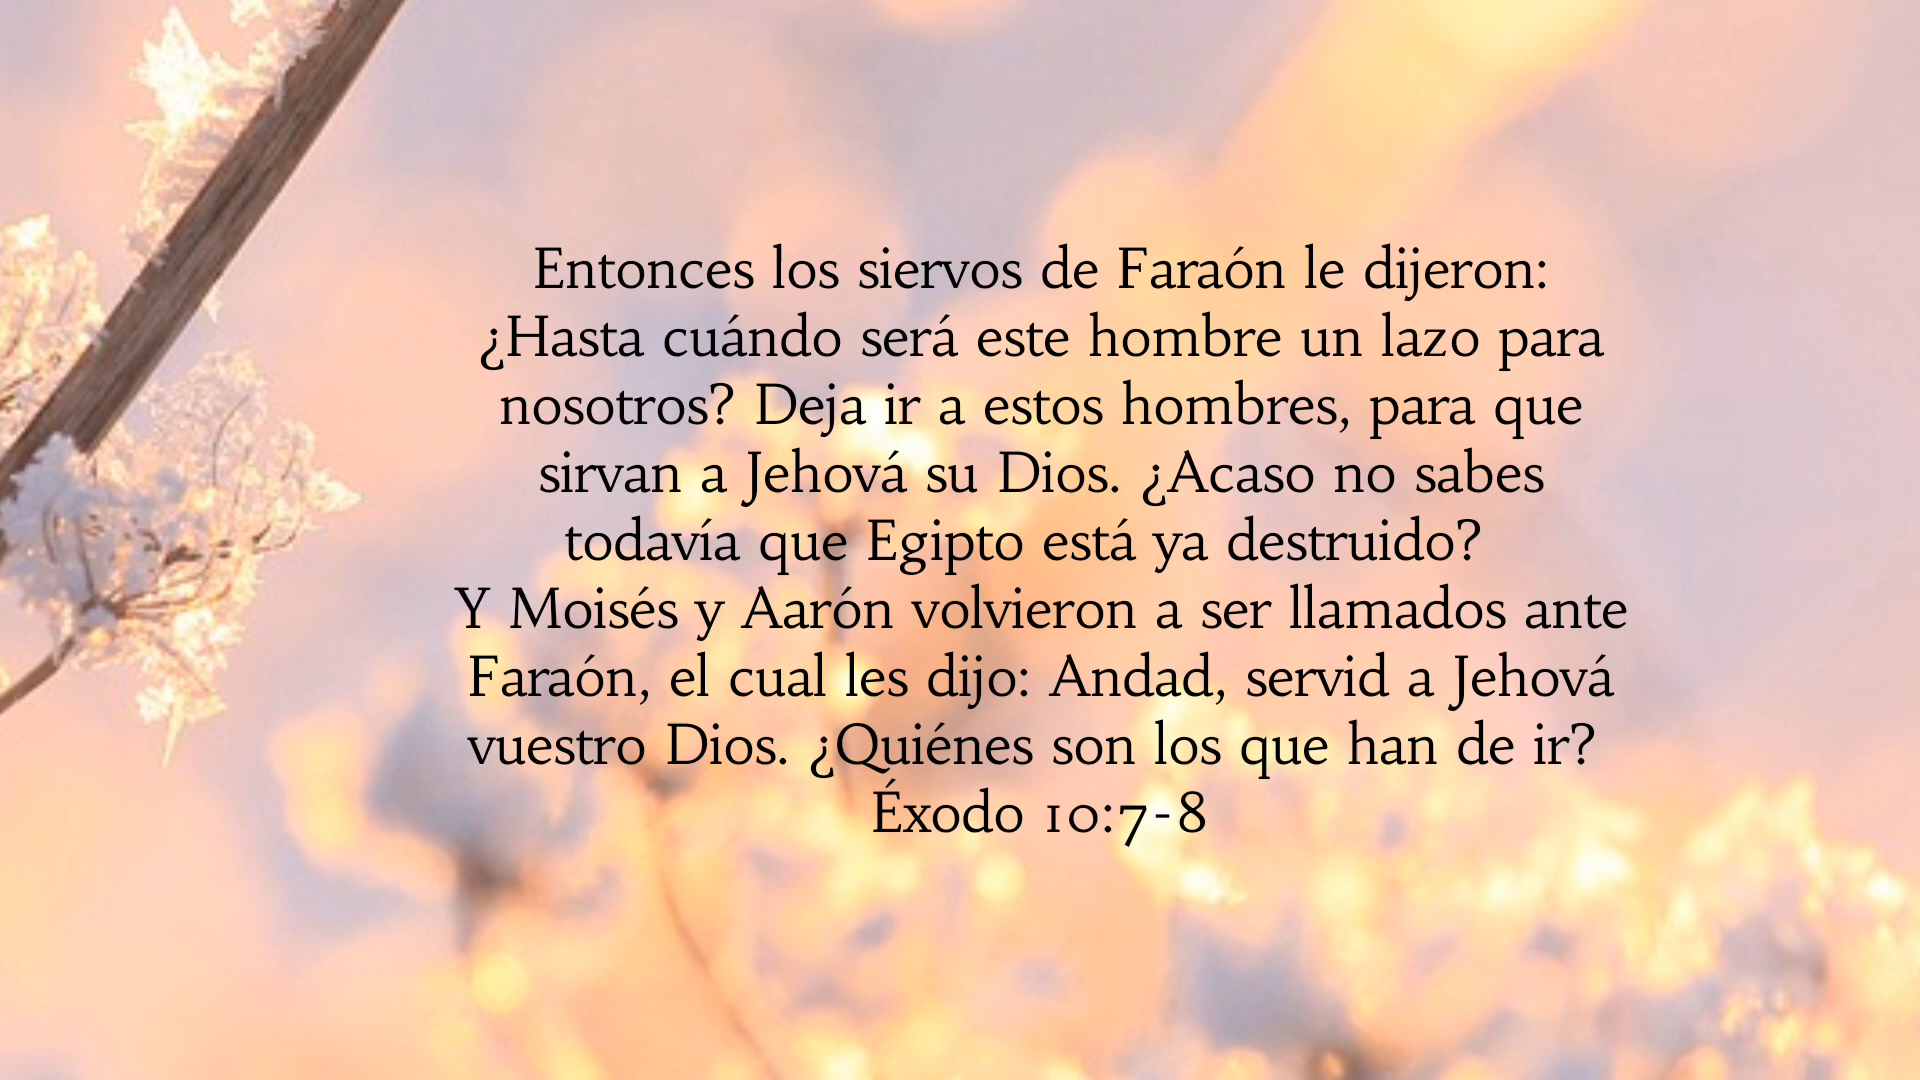 Entonces los siervos de Faraón le dijeron:
¿Hasta cuándo será este hombre un lazo para
nosotros? Deja ir a estos hombres, para que
sirvan a Jehová su Dios. ¿Acaso no sabes
todavía que Egipto está ya destruido?
Y Moisés y Aarón volvieron a ser llamados ante
Faraón, el cual les dijo: Andad, servid a Jehová
vuestro Dios. ¿Quiénes son los que han de ir?
Éxodo 10:7-8